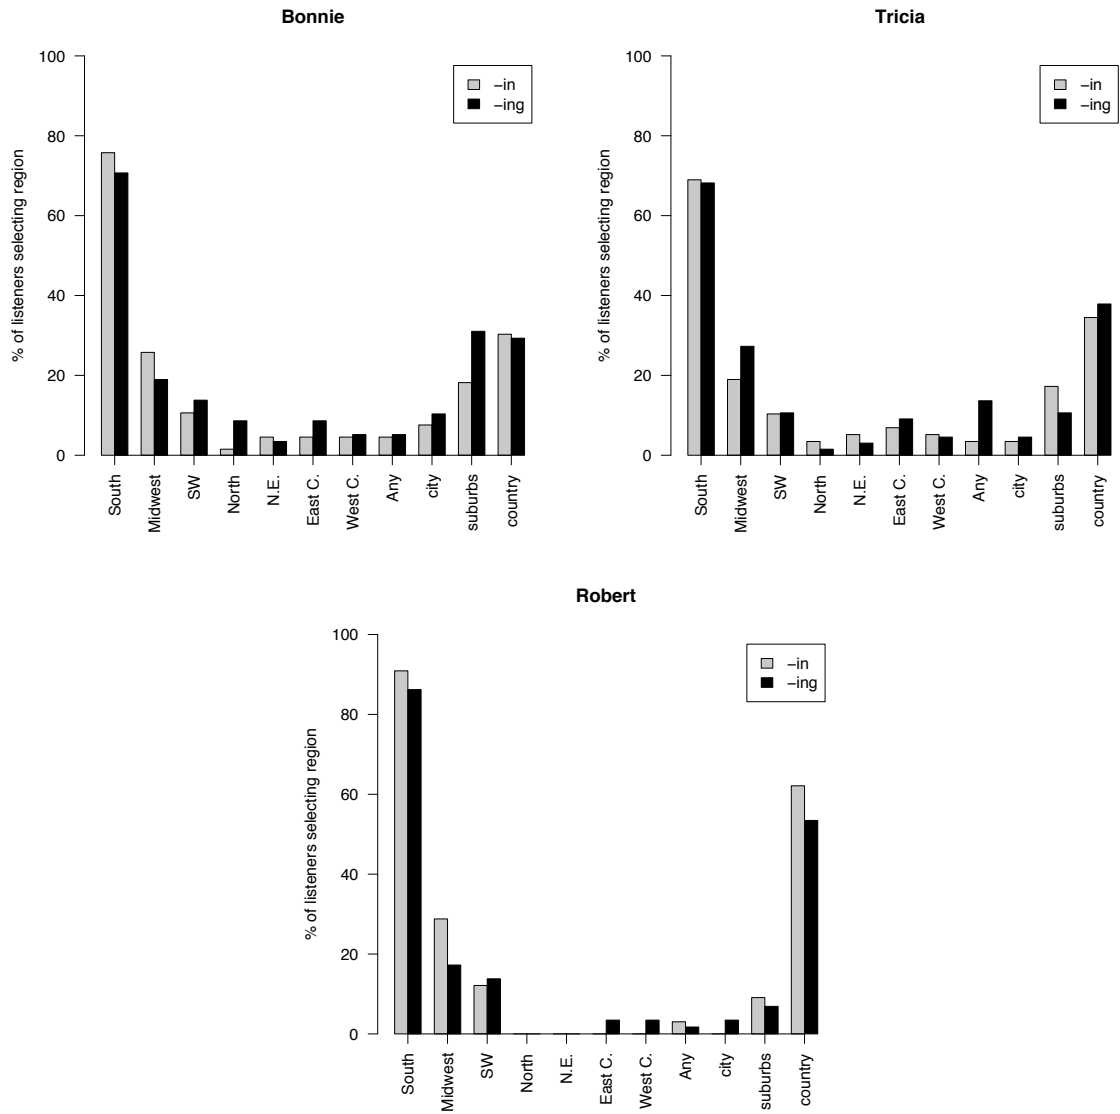 Bonnie
% of listeners selecting region
100
80
60
40
20
0
–in
–ing
South
Midwest
SW
North
N.E.
East C.
West C.
Any
city
suburbs
country
Tricia
% of listeners selecting region
100
80
60
40
20
0
–in
–ing
South
Midwest
SW
North
N.E.
East C.
West C.
Any
city
suburbs
country
Robert
% of listeners selecting region
100
80
60
40
20
0
–in
–ing
South
Midwest
SW
North
N.E.
East C.
West C.
Any
city
suburbs
country